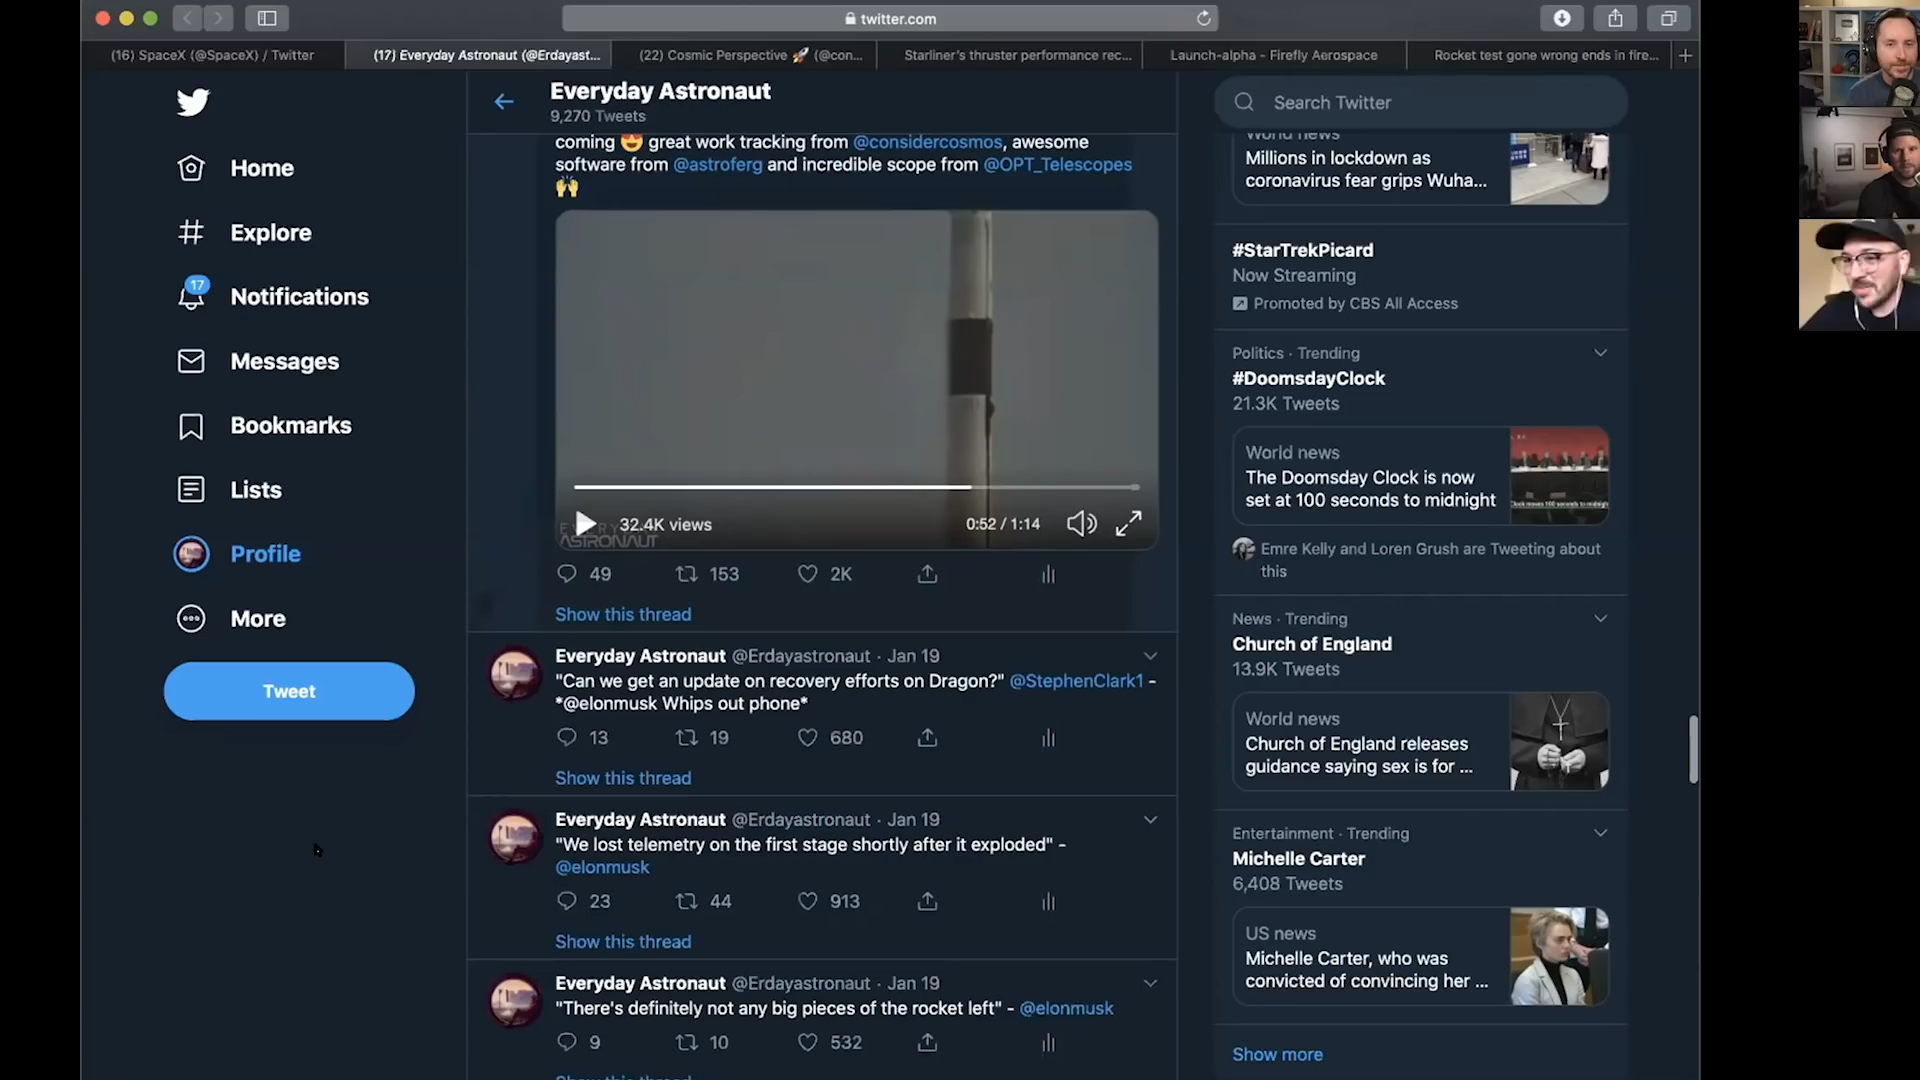 twitter.com
(16) SpaceX (@SpaceX) / Twitter
(17) Everyday Astronaut (@Erdayast...
(22) Cosmic Perspective 🚀 (@con...
Starliner's thruster performance rec...
Launch-alpha - Firefly Aerospace
Rocket test gone wrong ends in fire...
Home
Explore
17
Notifications
Messages
Bookmarks
Lists
Profile
More
Tweet
Everyday Astronaut
9,270 Tweets
coming 😍 great work tracking from @considercosmos, awesome
software from @astroferg and incredible scope from @OPT_Telescopes
🙌
32.4K views
0:52 / 1:14
EVERYDAY
ASTRONAUT
49
153
2K
Show this thread
Everyday Astronaut @Erdayastronaut · Jan 19
"Can we get an update on recovery efforts on Dragon?" @StephenClark1 -
*@elonmusk Whips out phone*
13
19
680
Show this thread
Everyday Astronaut @Erdayastronaut · Jan 19
"We lost telemetry on the first stage shortly after it exploded" -
@elonmusk
23
44
913
Show this thread
Everyday Astronaut @Erdayastronaut · Jan 19
"There's definitely not any big pieces of the rocket left" - @elonmusk
9
10
532
Show this thread
Search Twitter
World news
Millions in lockdown as
coronavirus fear grips Wuha...
#StarTrekPicard
Now Streaming
Promoted by CBS All Access
Politics · Trending
#DoomsdayClock
21.3K Tweets
World news
The Doomsday Clock is now
set at 100 seconds to midnight
Emre Kelly and Loren Grush are Tweeting about
this
News · Trending
Church of England
13.9K Tweets
World news
Church of England releases
guidance saying sex is for ...
Entertainment · Trending
Michelle Carter
6,408 Tweets
US news
Michelle Carter, who was
convicted of convincing her ...
Show more